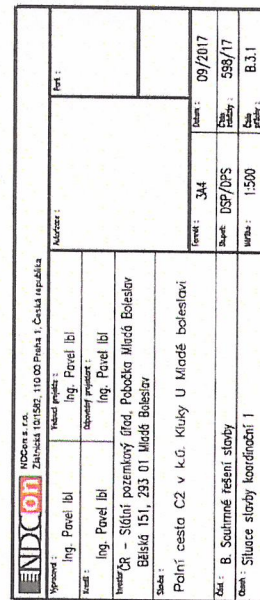 NDCon
NDCon s. r.o.
Zlatnická 10/1582, 110 00 Praha 1, Česká republika
Vypracoval :
Ing. Pavel Ibl
Vedoucí projektu :
Ing. Pavel Ibl
Autorizace :
Paré :
Kreslil :
Ing. Pavel Ibl
Odpovědný projektant :
Ing. Pavel Ibl
Investor:
ČR – Státní pozemkový úřad, Pobočka Mladá Boleslav
Bělská 151, 293 01 Mladá Boleslav
Stavba :
Polní cesta C2 v k.ú. Kluky U Mladé boleslavi
Formát :
3A4
Datum :
09/2017
Část :
B. Souhrnné řešení stavby
Stupeň:
DSP/DPS
Číslo zakázky :
598/17
Obsah :
Situace stavby koordinační 1
Měřítko :
1:500
Číslo přílohy :
B.3.1